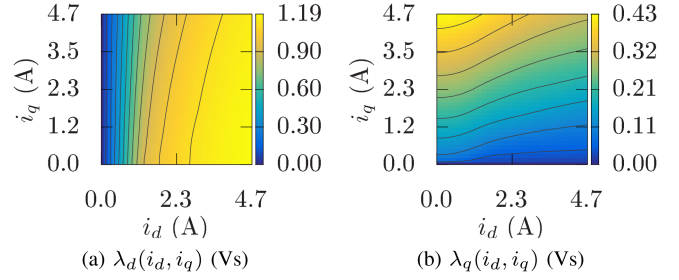 4.7
3.5
2.3
1.2
0.0
i_q (A)
0.0 2.3 4.7
i_d (A)
1.19
0.90
0.60
0.30
0.00
(a) λ_d(i_d, i_q) (Vs)
4.7
3.5
2.3
1.2
0.0
i_q (A)
0.0 2.3 4.7
i_d (A)
0.43
0.32
0.21
0.11
0.00
(b) λ_q(i_d, i_q) (Vs)